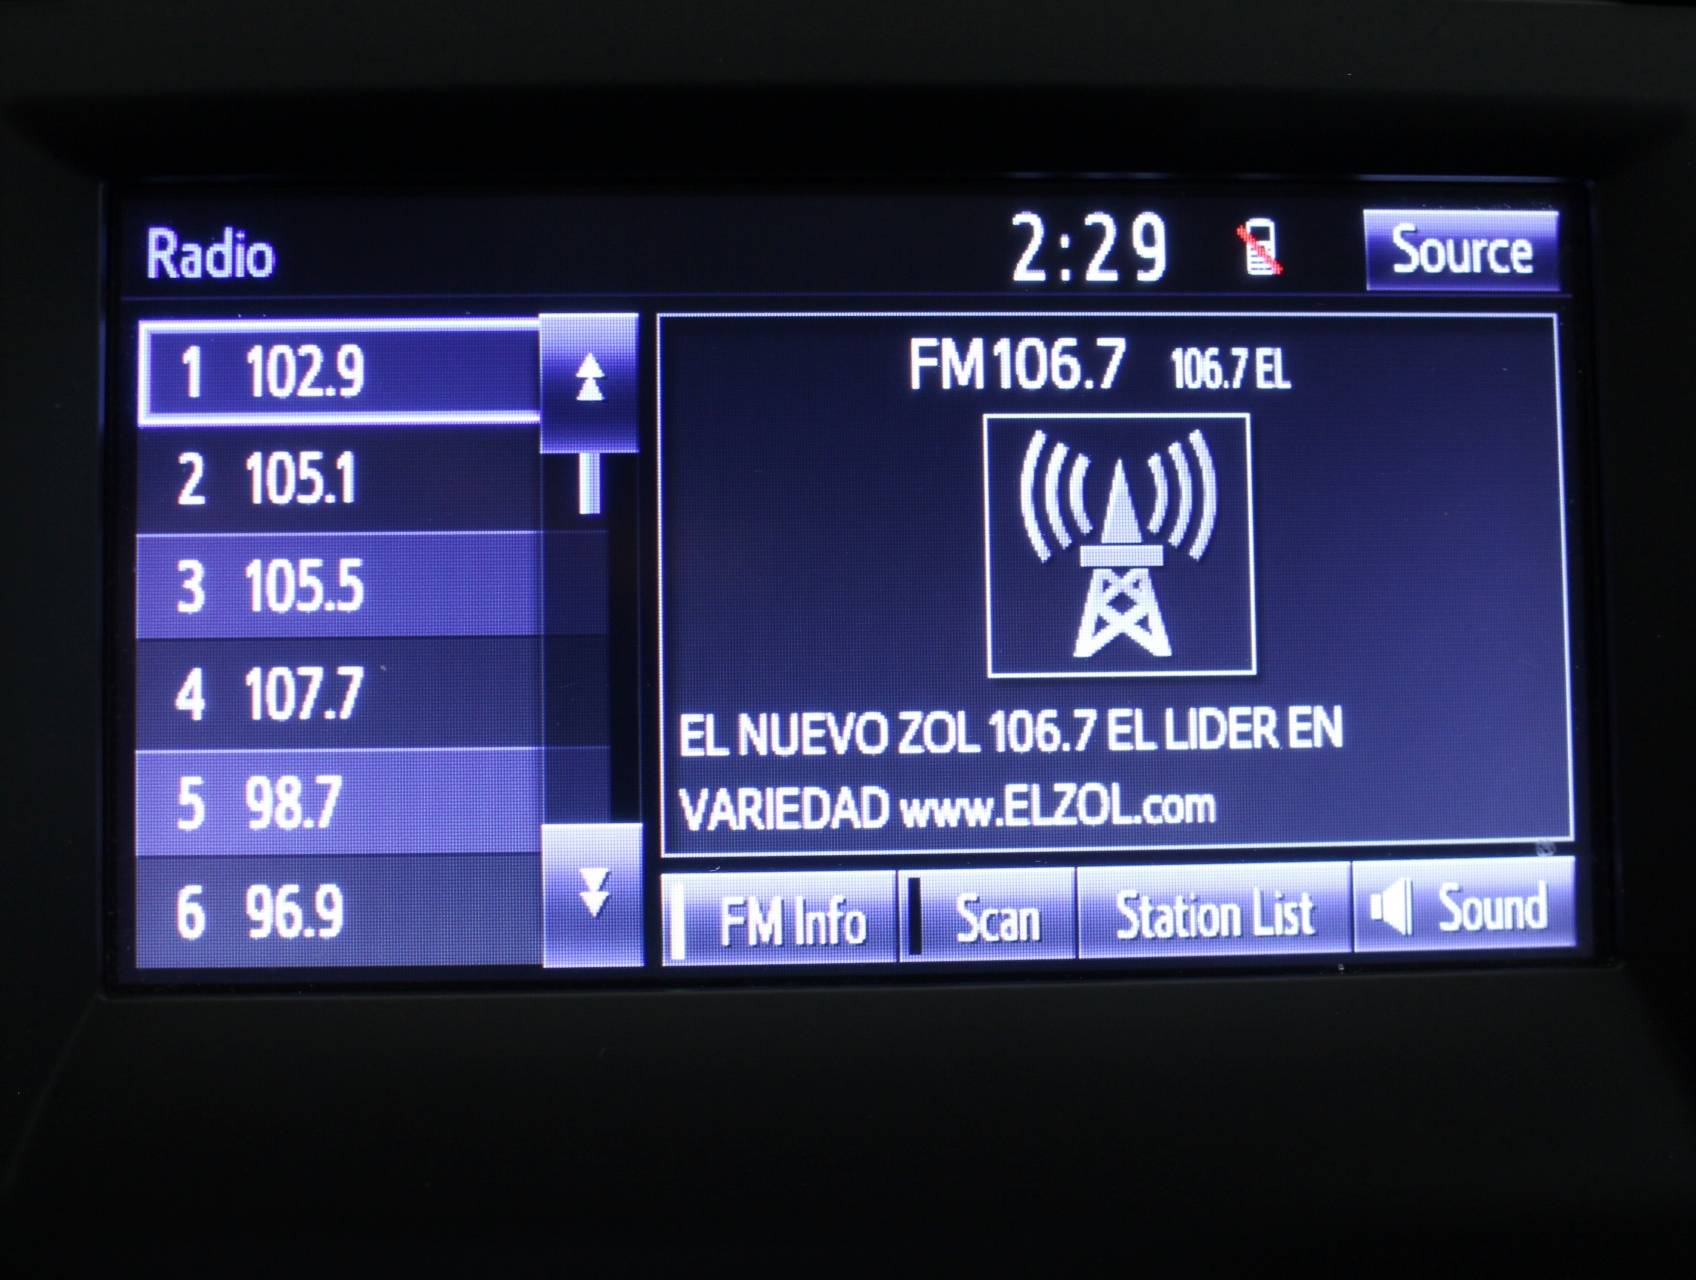 Radio 2:29 Source
1 102.9
2 105.1
3 105.5
4 107.7
5 98.7
6 96.9
FM106.7 106.7 EL
EL NUEVO ZOL 106.7 EL LIDER EN
VARIEDAD www.ELZOL.com
FM Info Scan Station List Sound